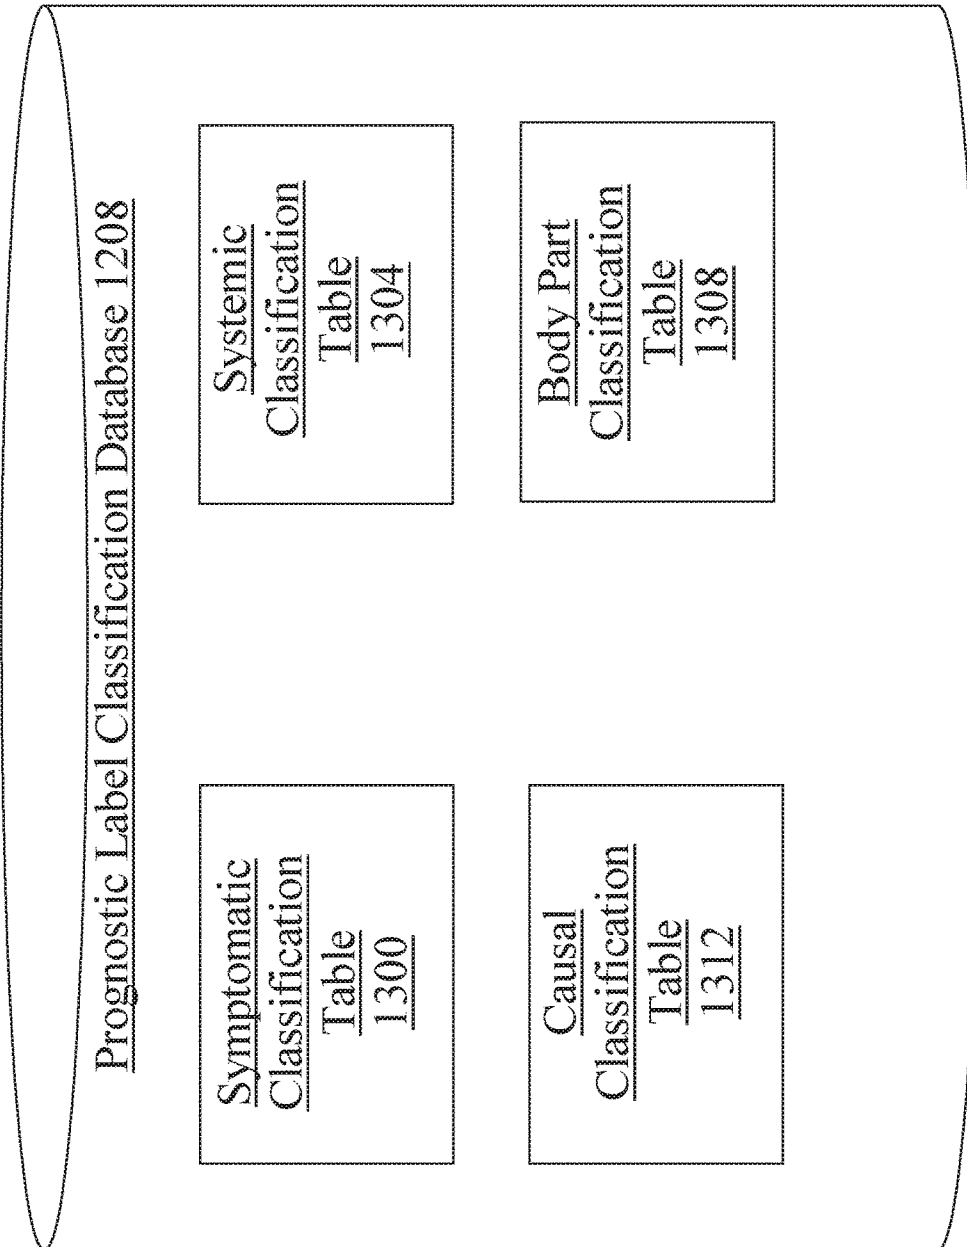 Prognostic Label Classification Database 1208
Symptomatic
Classification
Table
1300
Systemic
Classification
Table
1304
Causal
Classification
Table
1312
Body Part
Classification
Table
1308